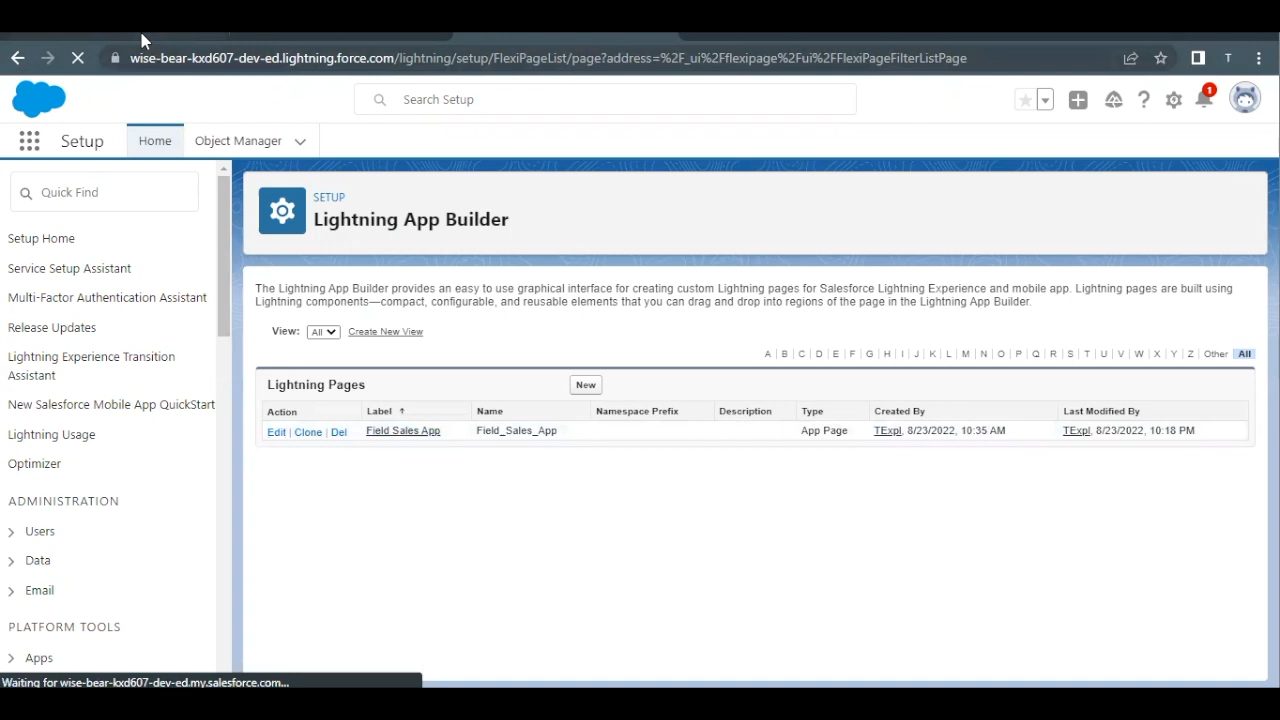 wise-bear-kxd607-dev-ed.lightning.force.com/lightning/setup/FlexiPageList/page?address=%2F_ui%2Fflexipage%2Fui%2FFlexiPageFilterListPage
T
Search Setup
1
Setup
Home
Object Manager
Quick Find
Setup Home
Service Setup Assistant
Multi-Factor Authentication Assistant
Release Updates
Lightning Experience Transition
Assistant
New Salesforce Mobile App QuickStart
Lightning Usage
Optimizer
ADMINISTRATION
Users
Data
Email
PLATFORM TOOLS
Apps
SETUP
Lightning App Builder
The Lightning App Builder provides an easy to use graphical interface for creating custom Lightning pages for Salesforce Lightning Experience and mobile app. Lightning pages are built using
Lightning components—compact, configurable, and reusable elements that you can drag and drop into regions of the page in the Lightning App Builder.
View: All Create New View
A | B | C | D | E | F | G | H | I | J | K | L | M | N | O | P | Q | R | S | T | U | V | W | X | Y | Z | Other All
Lightning Pages New
Action Label ↑ Name Namespace Prefix Description Type Created By Last Modified By
Edit | Clone | Del Field Sales App Field_Sales_App App Page TExpl, 8/23/2022, 10:35 AM TExpl, 8/23/2022, 10:18 PM
Waiting for wise-bear-kxd607-dev-ed.my.salesforce.com...